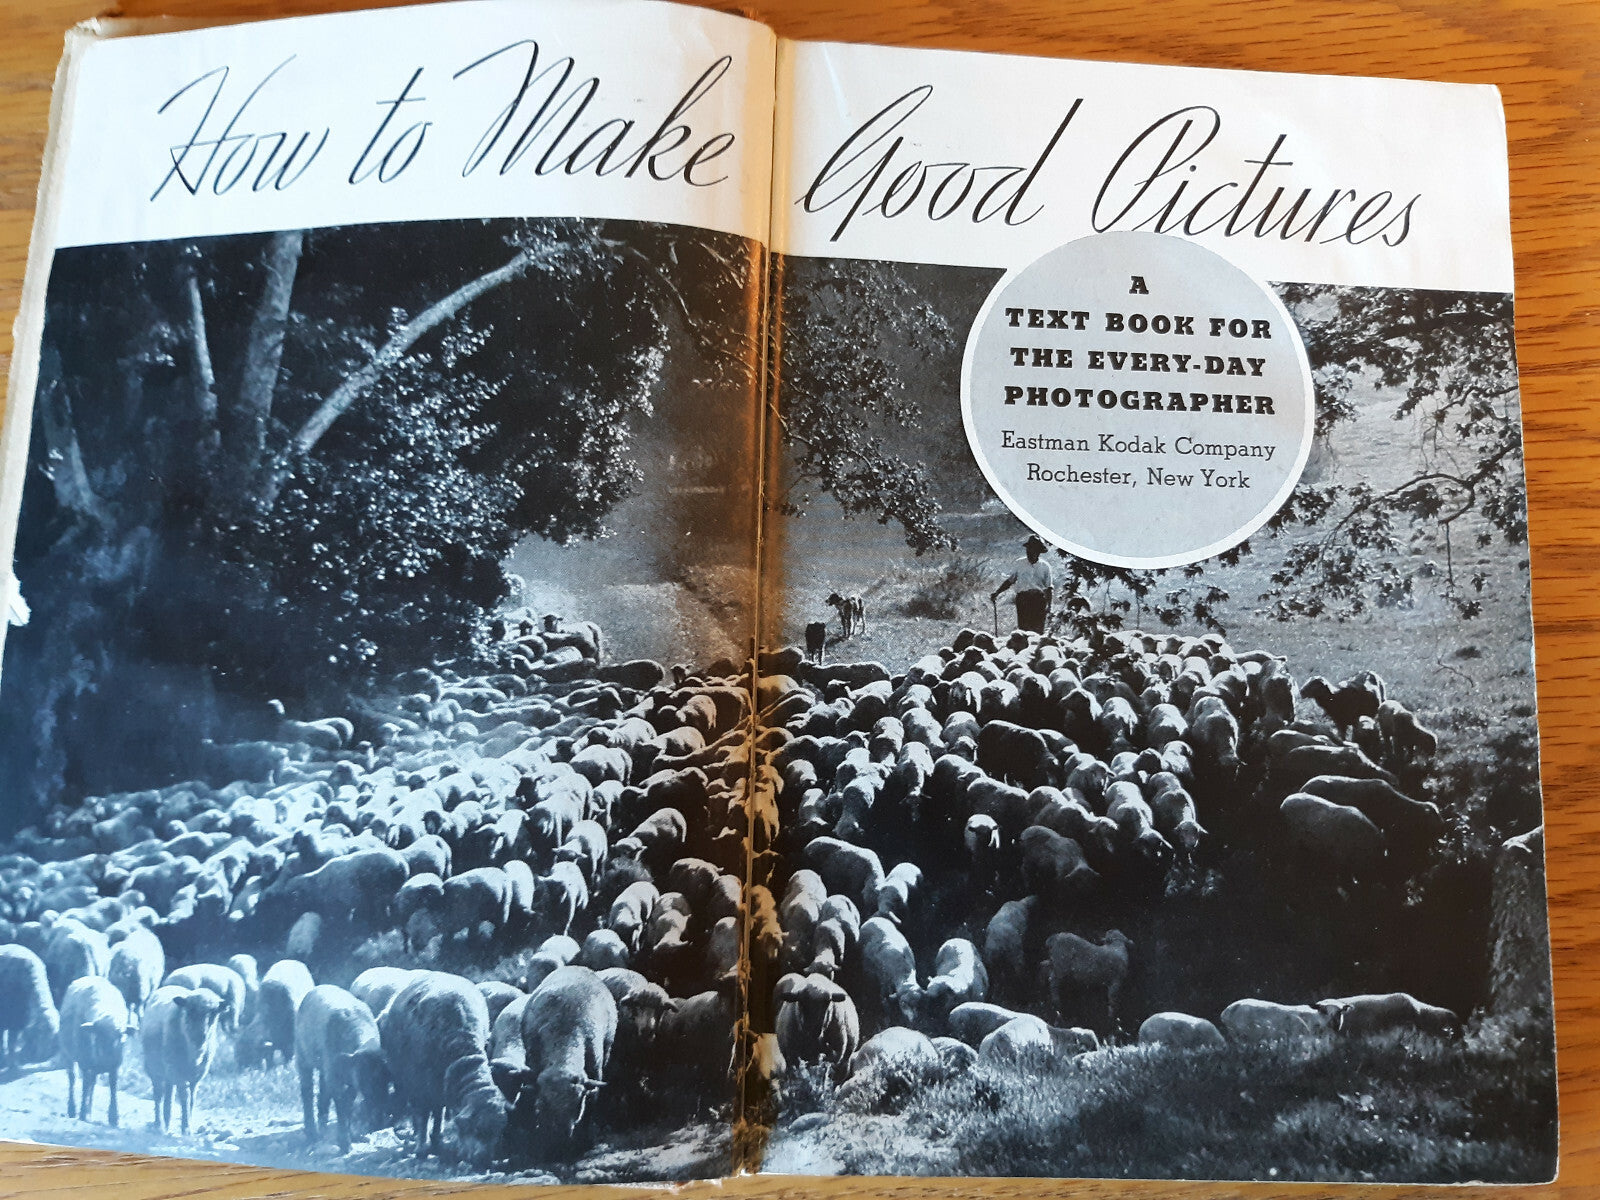 How to Make Good Pictures
A
TEXT BOOK FOR
THE EVERY-DAY
PHOTOGRAPHER
Eastman Kodak Company
Rochester, New York